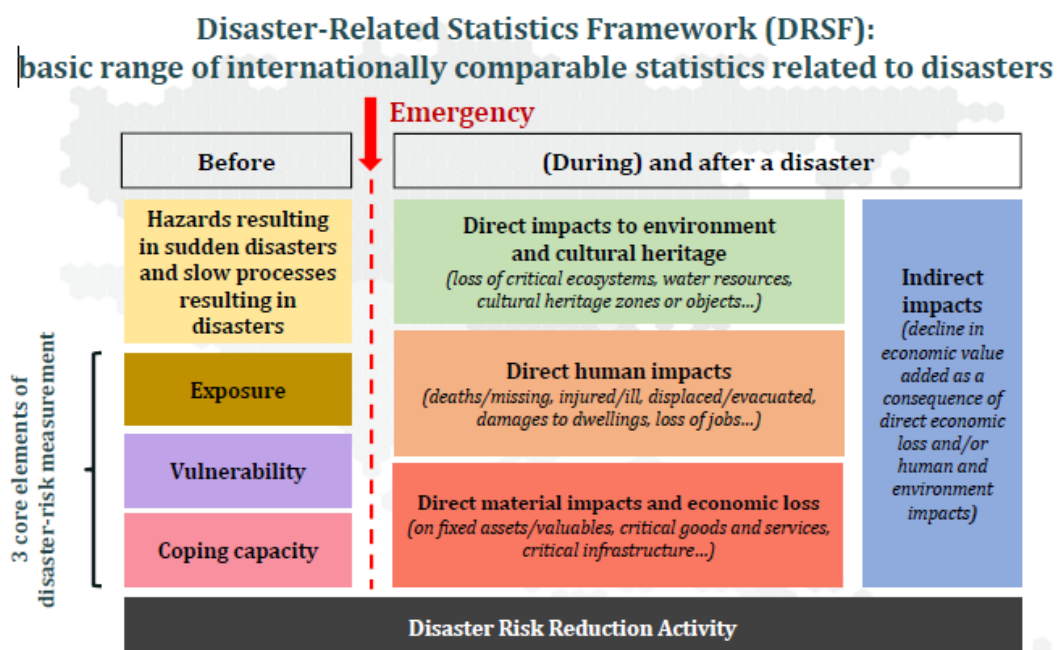 Disaster-Related Statistics Framework (DRSF):
basic range of internationally comparable statistics related to disasters
Emergency
Before
(During) and after a disaster
Hazards resulting
in sudden disasters
and slow processes
resulting in
disasters
3 core elements of
disaster-risk measurement
Exposure
Vulnerability
Coping capacity
Direct impacts to environment
and cultural heritage
(loss of critical ecosystems, water resources,
cultural heritage zones or objects...)
Direct human impacts
(deaths/missing, injured/ill, displaced/evacuated,
damages to dwellings, loss of jobs...)
Direct material impacts and economic loss
(on fixed assets/valuables, critical goods and services,
critical infrastructure...)
Indirect
impacts
(decline in
economic value
added as a
consequence of
direct economic
loss and/or
human and
environment
impacts)
Disaster Risk Reduction Activity